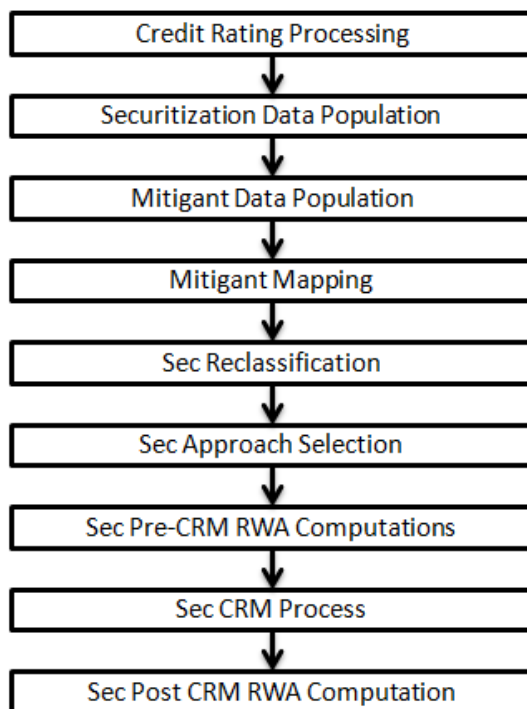 Credit Rating Processing
Securitization Data Population
Mitigant Data Population
Mitigant Mapping
Sec Reclassification
Sec Approach Selection
Sec Pre-CRM RWA Computations
Sec CRM Process
Sec Post CRM RWA Computation